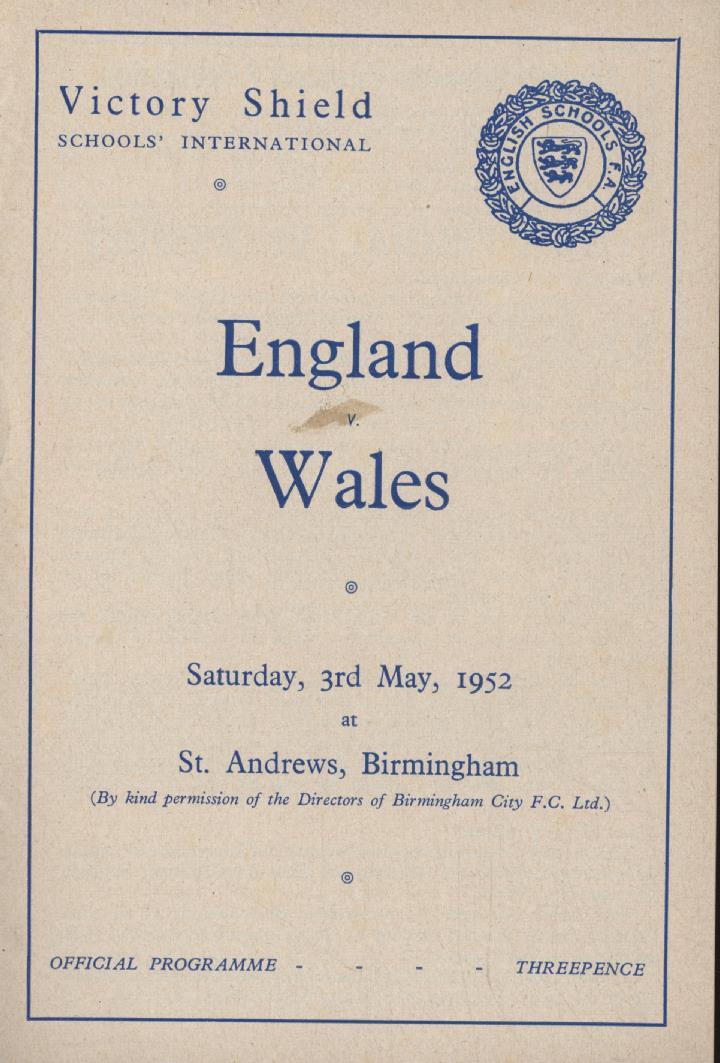 Victory Shield
SCHOOLS' INTERNATIONAL
ENGLISH SCHOOLS F.A.
England
v.
Wales
Saturday, 3rd May, 1952
at
St. Andrews, Birmingham
(By kind permission of the Directors of Birmingham City F.C. Ltd.)
OFFICIAL PROGRAMME - - - - THREEPENCE